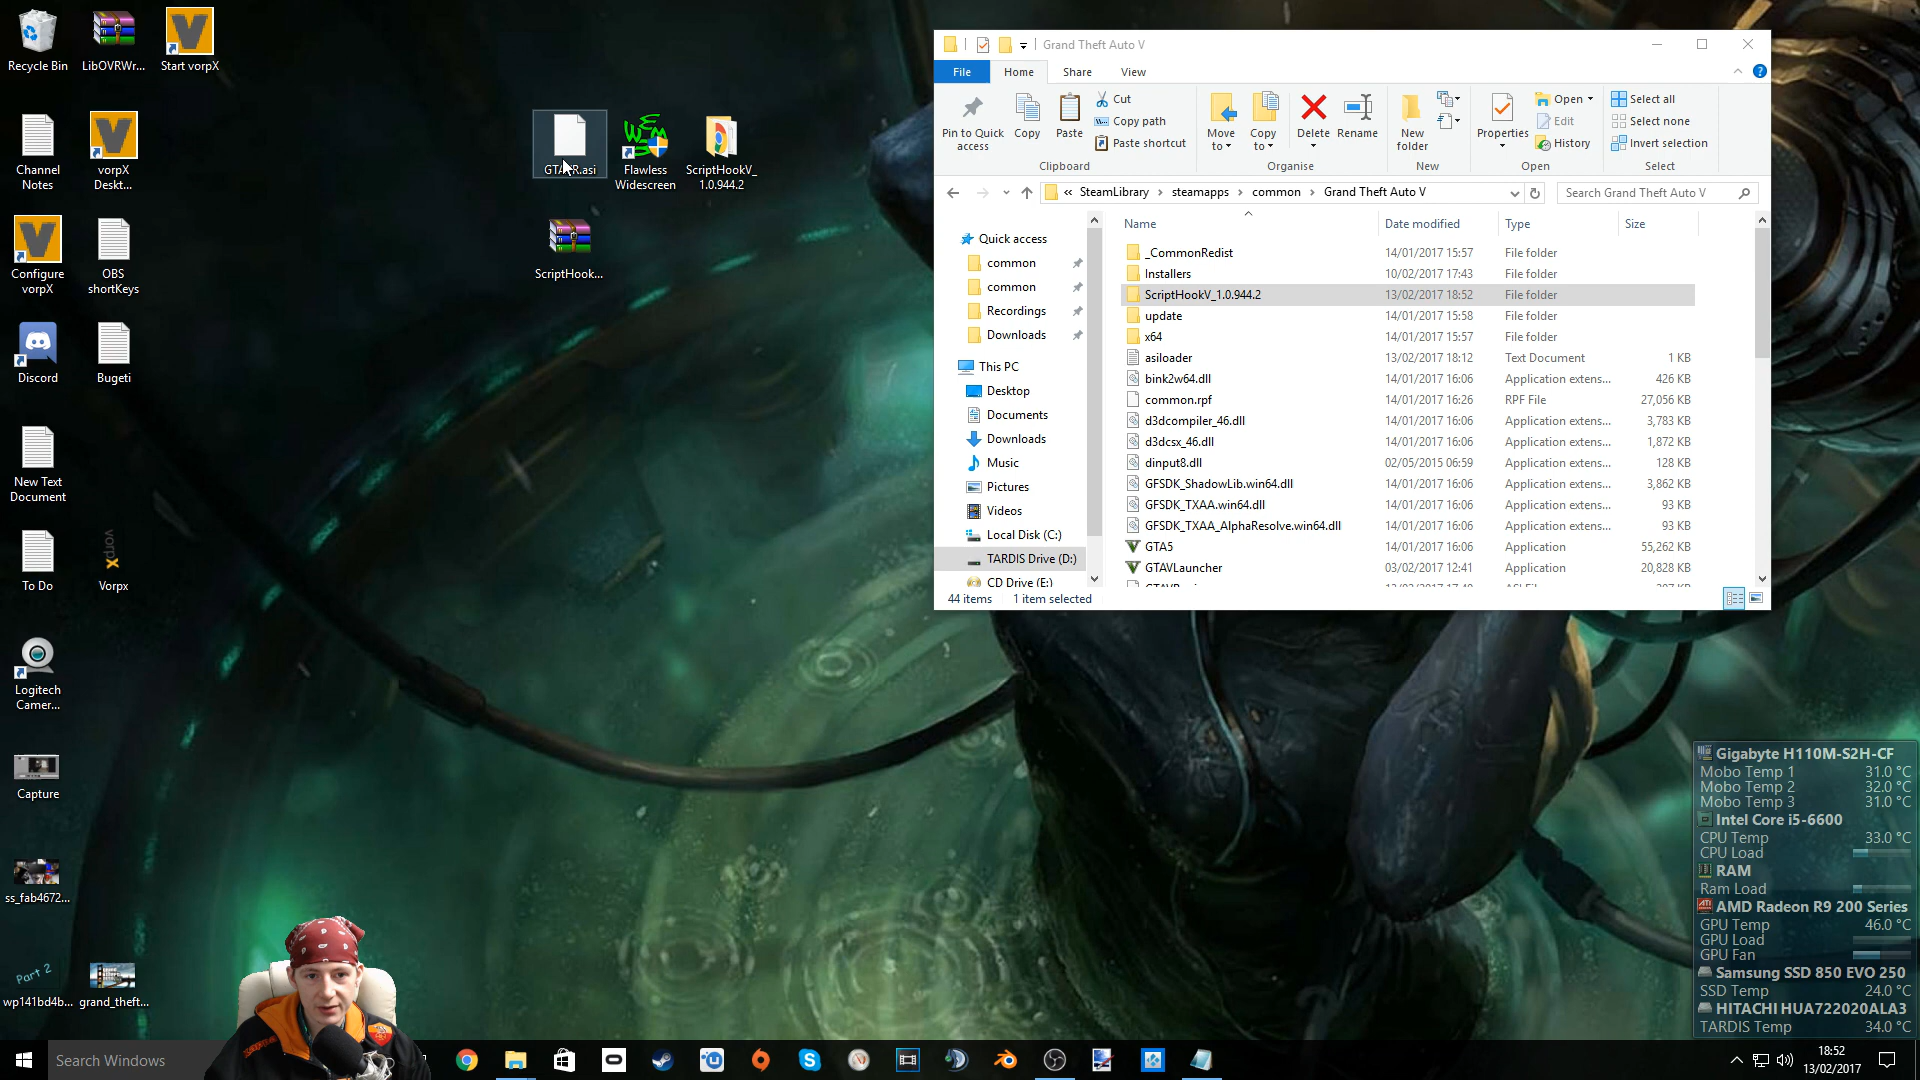 Recycle Bin
LibOVRWr...
Start vorpX
Channel
Notes
vorpX
Deskt...
Configure
vorpX
OBS
shortKeys
Discord
Bugeti
New Text
Document
To Do
vorpx
Vorpx
Logitech
Camer...
Capture
ss_fab4672...
Part 2
wp141bd4b...
grand_theft...
Flawless
Widescreen
ScriptHookV_
1.0.944.2
ScriptHook...
Grand Theft Auto V
File
Home
Share
View
Pin to Quick
access
Copy
Paste
Cut
Copy path
Paste shortcut
Clipboard
Move
to
Copy
to
Delete
Rename
Organise
New
folder
New
Properties
Open
Edit
History
Open
Select all
Select none
Invert selection
Select
« SteamLibrary > steamapps > common > Grand Theft Auto V
Search Grand Theft Auto V
Quick access
common
common
Recordings
Downloads
This PC
Desktop
Documents
Downloads
Music
Pictures
Videos
Local Disk (C:)
TARDIS Drive (D:)
CD Drive (E:)
Name Date modified Type Size
_CommonRedist 14/01/2017 15:57 File folder
Installers 10/02/2017 17:43 File folder
ScriptHookV_1.0.944.2 13/02/2017 18:52 File folder
update 14/01/2017 15:58 File folder
x64 14/01/2017 15:57 File folder
asiloader 13/02/2017 18:12 Text Document 1 KB
bink2w64.dll 14/01/2017 16:06 Application extens... 426 KB
common.rpf 14/01/2017 16:26 RPF File 27,056 KB
d3dcompiler_46.dll 14/01/2017 16:06 Application extens... 3,783 KB
d3dcsx_46.dll 14/01/2017 16:06 Application extens... 1,872 KB
dinput8.dll 02/05/2015 06:59 Application extens... 128 KB
GFSDK_ShadowLib.win64.dll 14/01/2017 16:06 Application extens... 3,862 KB
GFSDK_TXAA.win64.dll 14/01/2017 16:06 Application extens... 93 KB
GFSDK_TXAA_AlphaResolve.win64.dll 14/01/2017 16:06 Application extens... 93 KB
GTA5 14/01/2017 16:06 Application 55,262 KB
GTAVLauncher 03/02/2017 12:41 Application 20,828 KB
44 items 1 item selected
Gigabyte H110M-S2H-CF
Mobo Temp 1 31.0 °C
Mobo Temp 2 32.0 °C
Mobo Temp 3 31.0 °C
Intel Core i5-6600
CPU Temp 33.0 °C
CPU Load
RAM
Ram Load
ATI AMD Radeon R9 200 Series
GPU Temp 46.0 °C
GPU Load
GPU Fan
Samsung SSD 850 EVO 250
SSD Temp 24.0 °C
HITACHI HUA722020ALA3
TARDIS Temp 34.0 °C
Search Windows
18:52
13/02/2017